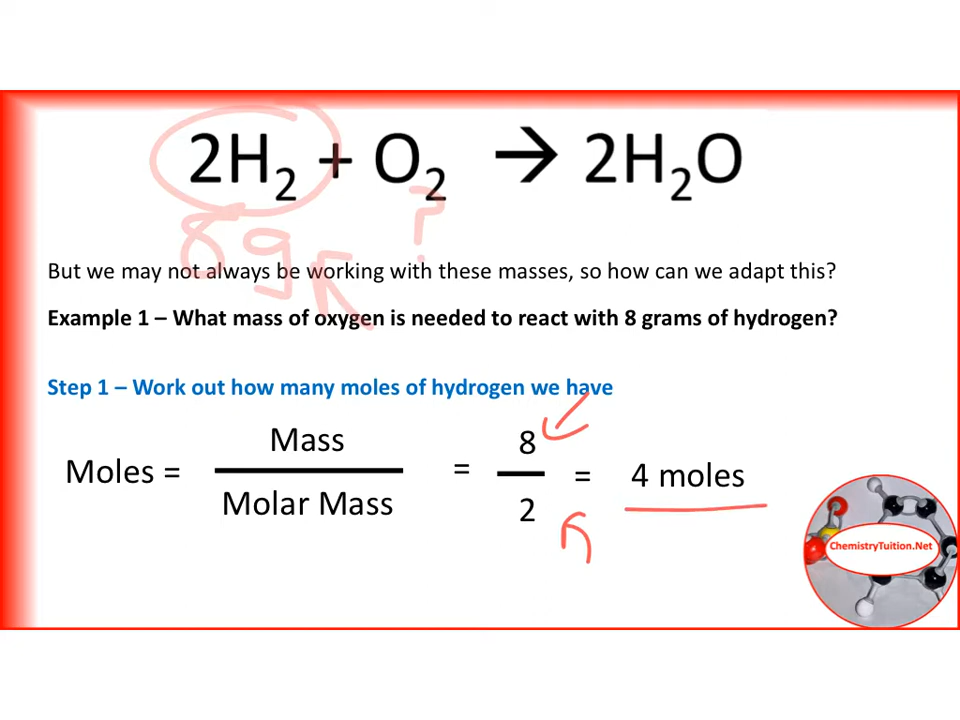 2H₂ + O₂ → 2H₂O
8g ?
But we may not always be working with these masses, so how can we adapt this?
Example 1 – What mass of oxygen is needed to react with 8 grams of hydrogen?
Step 1 – Work out how many moles of hydrogen we have
Moles = Mass / Molar Mass = 8 / 2 = 4 moles
ChemistryTuition.Net